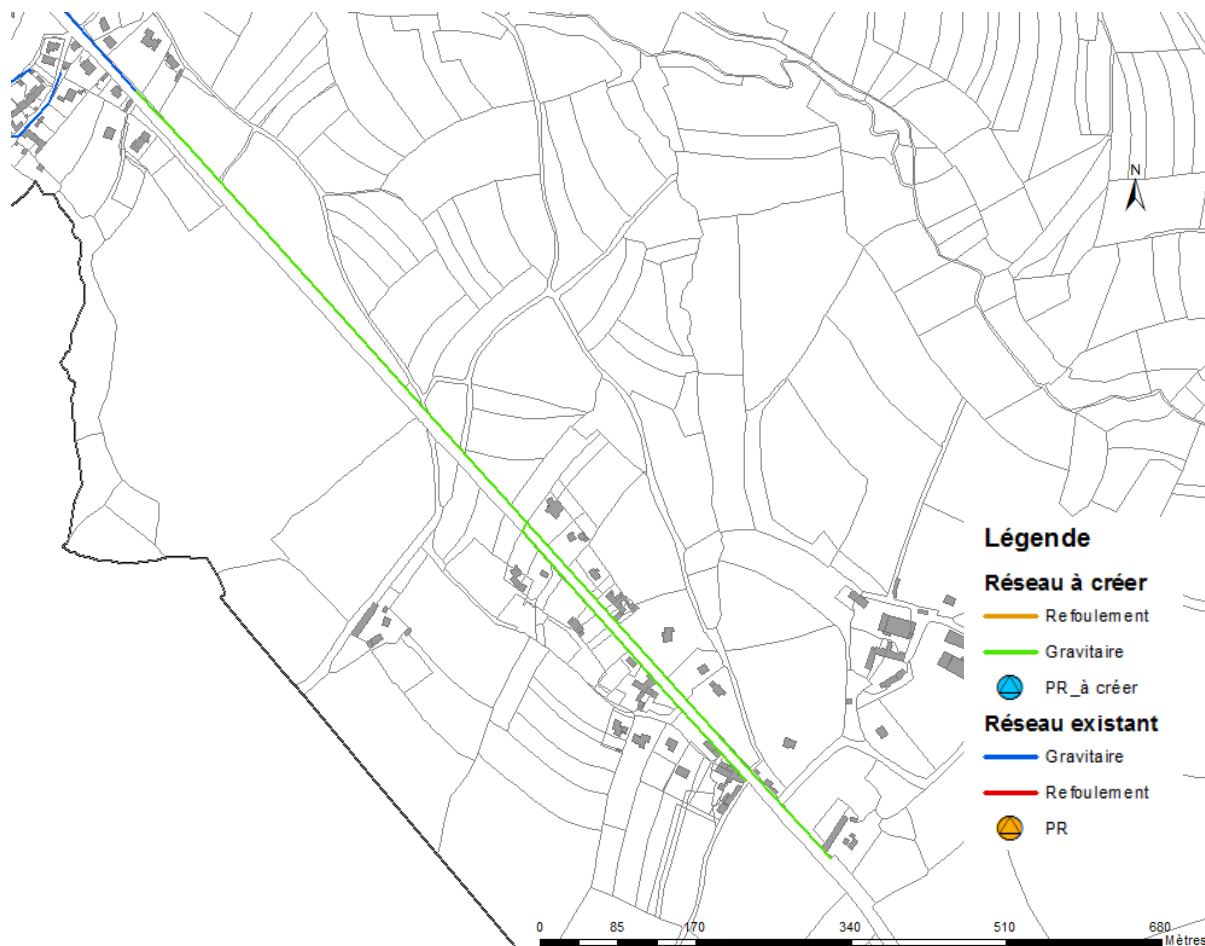 N
Légende
Réseau à créer
Refoulement
Gravitaire
PR_à créer
Réseau existant
Gravitaire
Refoulement
PR
0 85 170 340 510 680
Mètres